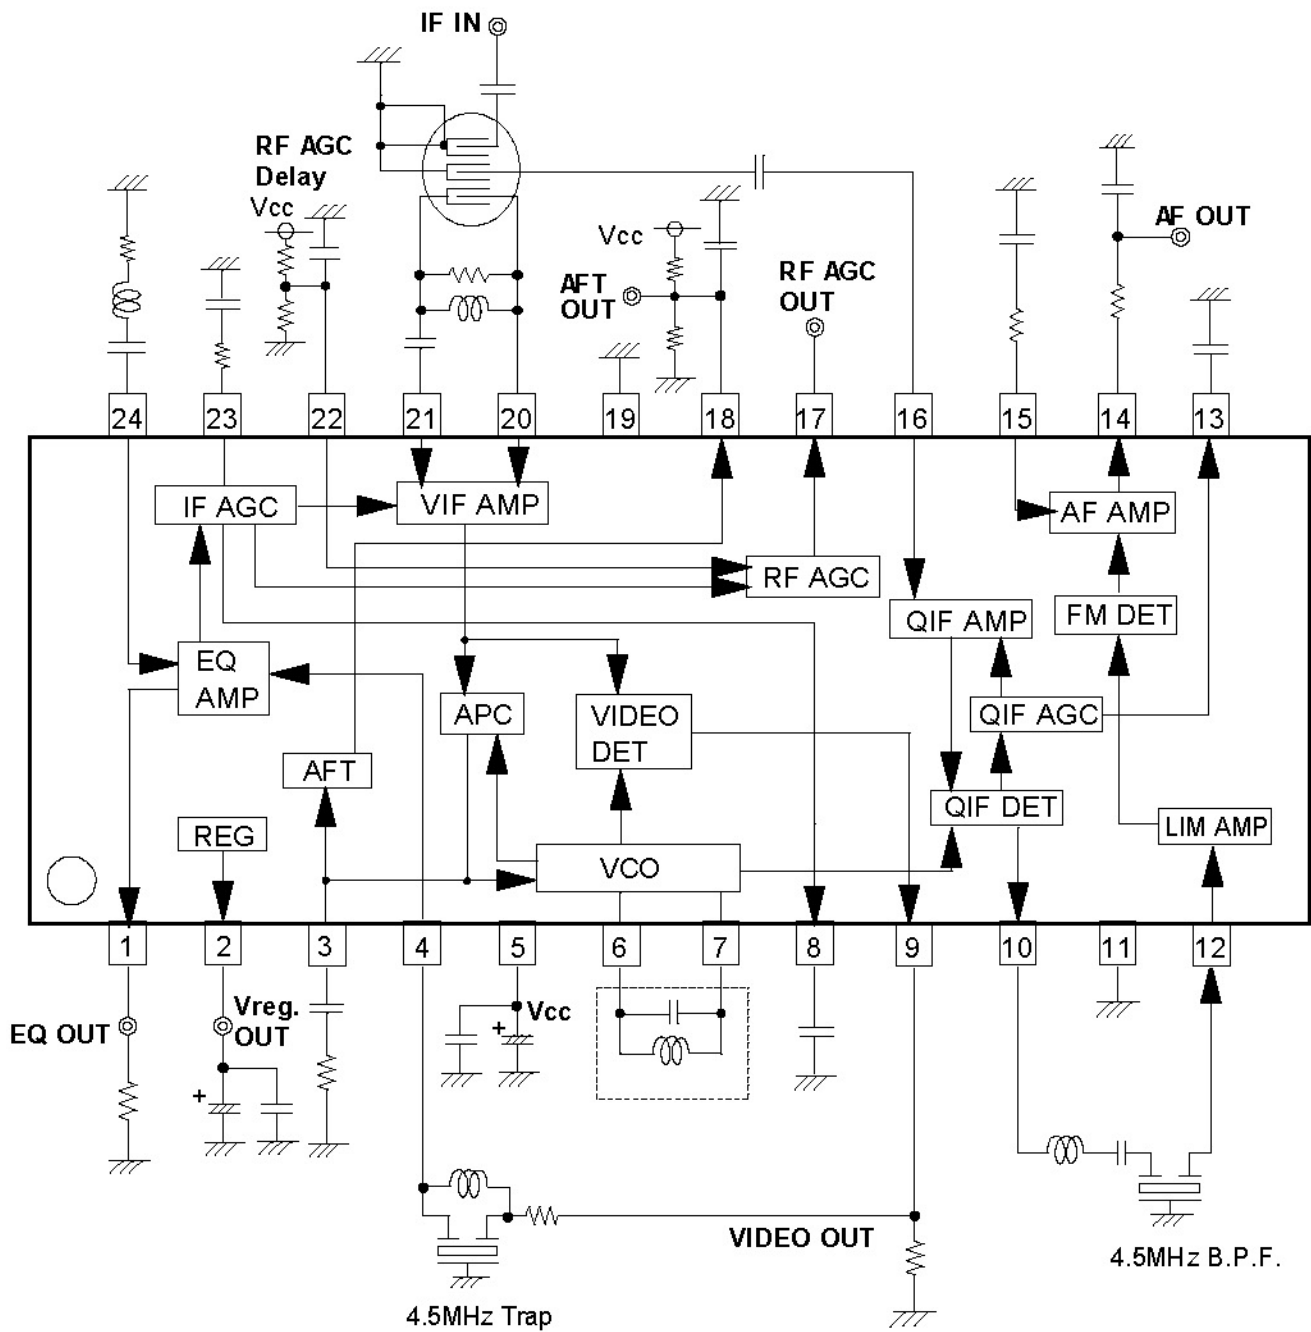 IF IN
RF AGC
Delay
Vcc
Vcc
AFT
OUT
RF AGC
OUT
AF OUT
24
23
22
21
20
19
18
17
16
15
14
13
IF AGC
VIF AMP
AF AMP
RF AGC
QIF AMP
FM DET
EQ
AMP
APC
VIDEO
DET
QIF AGC
AFT
QIF DET
REG
LIM AMP
VCO
1
2
3
4
5
6
7
8
9
10
11
12
EQ OUT
Vreg.
OUT
+
+
Vcc
VIDEO OUT
4.5MHz Trap
4.5MHz B.P.F.